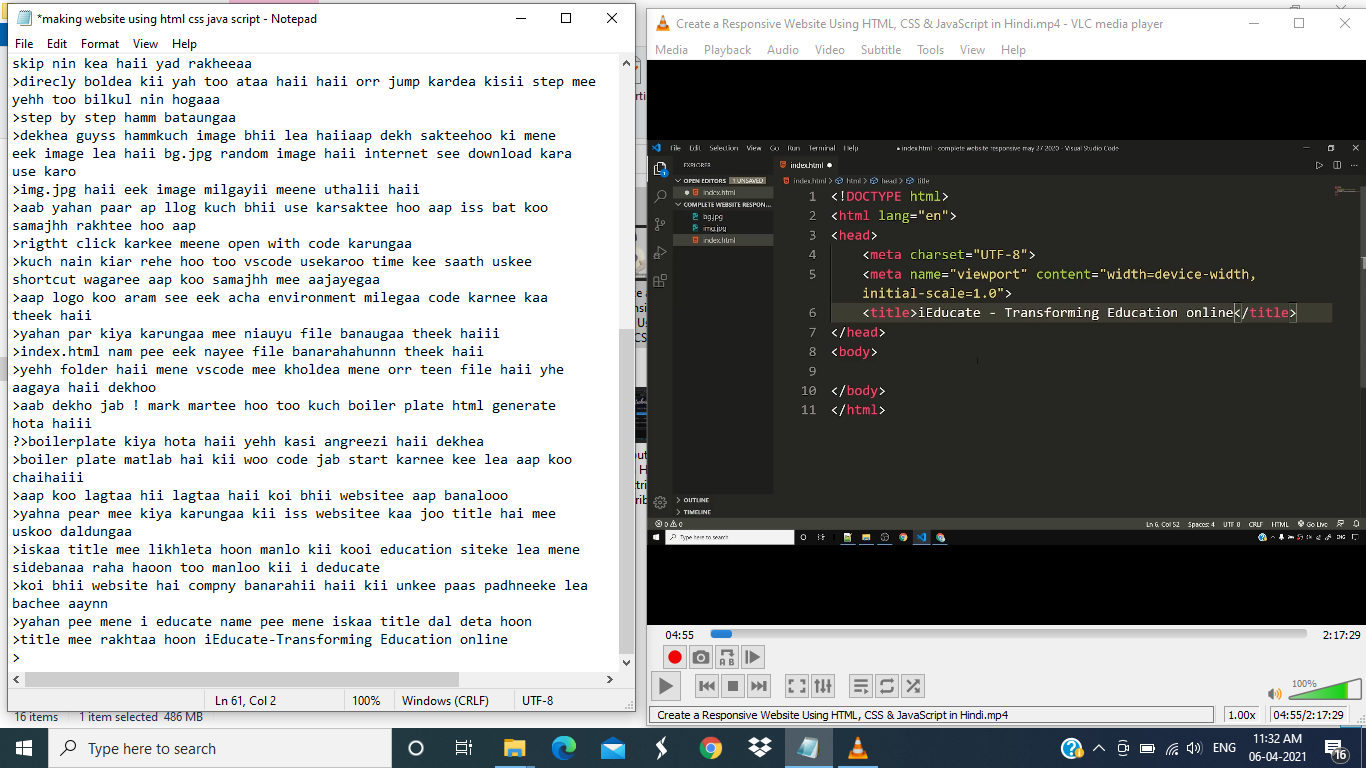 *making website using html css java script - Notepad
File Edit Format View Help
skip nin kea haii yad rakheeaa
>direcly boldea kii yah too ataa haii haii orr jump kardea kisii step mee
yehh too bilkul nin hogaaa
>step by step hamm bataungaa
>dekhea guyss hammkuch image bhii lea haiiaap dekh sakteehoo ki mene
eek image lea haii bg.jpg random image haii internet see download kara
use karo
>img.jpg haii eek image milgayii meene uthalii haii
>aab yahan paar ap llog kuch bhii use karsaktee hoo aap iss bat koo
samajhh rakhtee hoo aap
>rigtht click karkee meene open with code karungaa
>kuch nain kiar rehe hoo too vscode usekaroo time kee saath uskee
shortcut wagaree aap koo samajhh mee aajayegaa
>aap logo koo aram see eek acha environment milegaa code karnee kaa
theek haii
>yahan par kiya karungaa mee niauyu file banaugaa theek haiii
>index.html nam pee eek nayee file banarahahunnn theek haii
>yehh folder haii mene vscode mee kholdea mene orr teen file haii yhe
aagaya haii dekhoo
>aab dekho jab ! mark martee hoo too kuch boiler plate html generate
hota haiii
?>boilerplate kiya hota haii yehh kasi angreezi haii dekhea
>boiler plate matlab hai kii woo code jab start karnee kee lea aap koo
chaihaiii
>aap koo lagtaa hii lagtaa haii koi bhii websitee aap banalooo
>yahna pear mee kiya karungaa kii iss websitee kaa joo title hai mee
uskoo daldungaa
>iskaa title mee likhleta hoon manlo kii kooi education siteke lea mene
sidebanaa raha haoon too manloo kii i deducate
>koi bhii website hai compny banarahii haii kii unkee paas padhneeke lea
bachee aaynn
>yahan pee mene i educate name pee mene iskaa title dal deta hoon
>title mee rakhtaa hoon iEducate-Transforming Education online
>
Ln 61, Col 2 100% Windows (CRLF) UTF-8
16 items 1 item selected 486 MB
Create a Responsive Website Using HTML, CSS & JavaScript in Hindi.mp4 - VLC media player
Media Playback Audio Video Subtitle Tools View Help
File Edit Selection View Go Run Terminal Help
● index.html - complete website responsive may 27 2020 - Visual Studio Code
EXPLORER
OPEN EDITORS 1 UNSAVED
index.html
COMPLETE WEBSITE RESPON...
bg.jpg
img.jpg
index.html
OUTLINE
TIMELINE
index.html
index.html > html > head > title
1 <!DOCTYPE html>
2 <html lang="en">
3 <head>
4 <meta charset="UTF-8">
5 <meta name="viewport" content="width=device-width,
initial-scale=1.0">
6 <title>iEducate - Transforming Education online</title>
7 </head>
8 <body>
9
10 </body>
11 </html>
0 0 Ln 6, Col 52 Spaces: 4 UTF-8 CRLF HTML Go Live
Type here to search
04:55 2:17:29
100%
Create a Responsive Website Using HTML, CSS & JavaScript in Hindi.mp4 1.00x 04:55/2:17:29
Type here to search
ENG
11:32 AM
06-04-2021
16